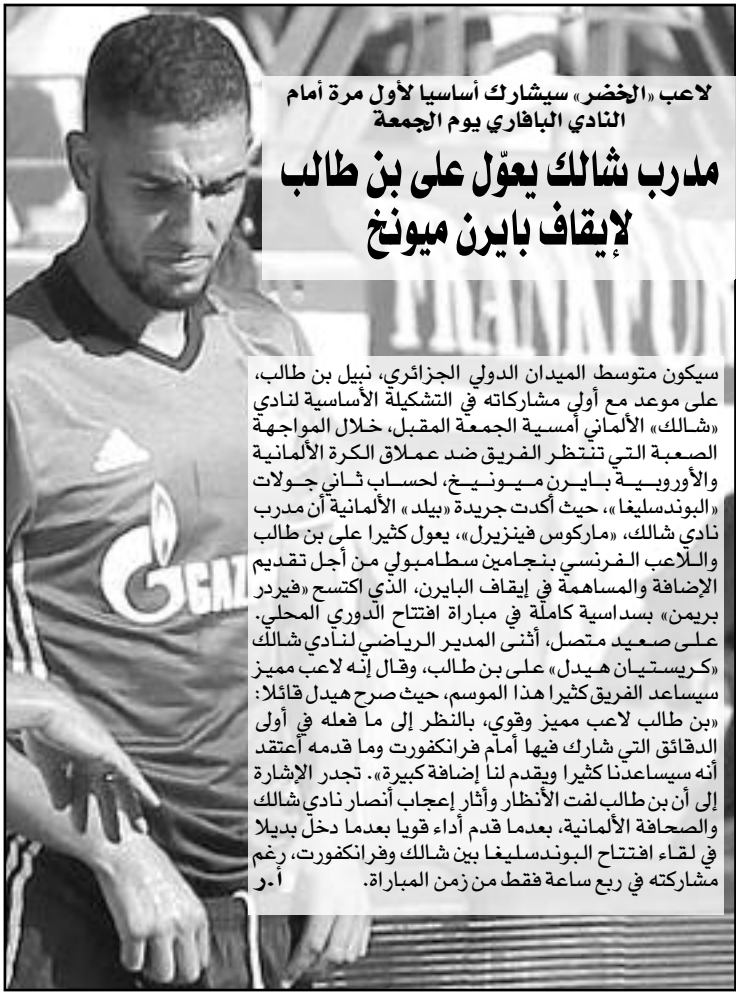 لاعب «الخضر» سيشارك أساسيا لأول مرة أمام
النادي البافاري يوم الجمعة
مدرب شالك يعوّل على بن طالب
لإيقاف بايرن ميونخ
FRANKFUR
سيكون متوسط الميدان الدولي الجزائري، نبيل بن طالب،
على موعد مع أولى مشاركاته في التشكيلة الأساسية لنادي
«شالك» الألماني أمسية الجمعة المقبل، خلال المواجهة
الصعبة التي تنتظر الفريق ضد عملاق الكرة الألمانية
والأوروبية بايرن ميونيخ، لحساب ثاني جولات
«البوندسليغا»، حيث أكدت جريدة «بيلد» الألمانية أن مدرب
نادي شالك، «ماركوس فينزيرل»، يعول كثيرا على بن طالب
واللاعب الفرنسي بنجامين سطامبولي من أجل تقديم
الإضافة والمساهمة في إيقاف البايرن، الذي اكتسح «فيردر
بريمن» بسداسية كاملة في مباراة افتتاح الدوري المحلي.
على صعيد متصل، أثنى المدير الرياضي لنادي شالك
«كريستيان هيدل» على بن طالب، وقال إنه لاعب مميز
سيساعد الفريق كثيرا هذا الموسم، حيث صرح هيدل قائلا:
«بن طالب لاعب مميز وقوي، بالنظر إلى ما فعله في أولى
الدقائق التي شارك فيها أمام فرانكفورت وما قدمه أعتقد
أنه سيساعدنا كثيرا ويقدم لنا إضافة كبيرة». تجدر الإشارة
إلى أن بن طالب لفت الأنظار وأثار إعجاب أنصار نادي شالك
والصحافة الألمانية، بعدما قدم أداء قويا بعدما دخل بديلا
في لقاء افتتاح البوندسليغا بين شالك وفرانكفورت، رغم
مشاركته في ربع ساعة فقط من زمن المباراة. أ.ر
GAZ